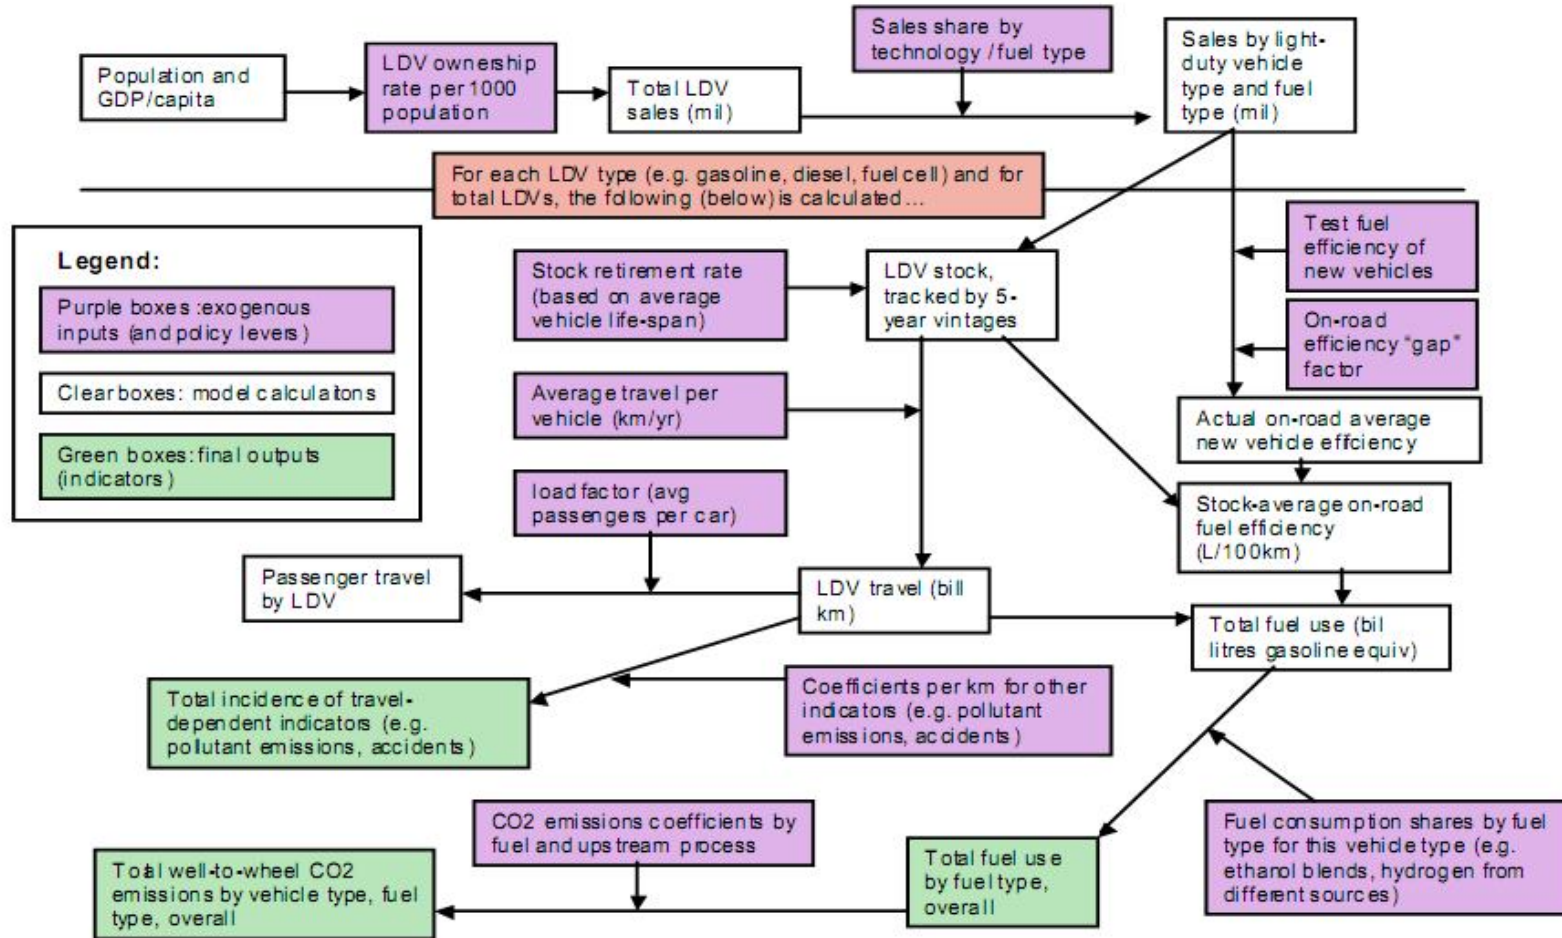 Population and
GDP/capita
LDV ownership
rate per 1000
population
Total LDV
sales (mil)
Sales share by
technology / fuel type
Sales by light-
duty vehicle
type and fuel
type (mil)
For each LDV type (e.g. gasoline, diesel, fuel cell) and for
total LDVs, the following (below) is calculated...
Legend:
Purple boxes :exogenous
inputs (and policy levers)
Clear boxes: model calculaitons
Green boxes: final outputs
(indicators)
Stock retirement rate
(based on average
vehicle life-span)
LDV stock,
tracked by 5-
year vintages
Test fuel
efficiency of
new vehicles
On-road
efficiency "gap"
factor
Average travel per
vehicle (km/yr)
Actual on-road average
new vehicle effciency
load factor (avg
passengers per car)
Stock-average on-road
fuel efficiency
(L/100km)
Passenger travel
by LDV
LDV travel (bill
km)
Total fuel use (bil
litres gasoline equiv)
Total incidence of travel-
dependent indicators (e.g.
pollutant emissions, accidents)
Coefficients per km for other
indicators (e.g. pollutant
emissions, accidents)
CO2 emissions coefficients by
fuel and upstream process
Total well-to-wheel CO2
emissions by vehicle type, fuel
type, overall
Total fuel use
by fuel type,
overall
Fuel consumption shares by fuel
type for this vehicle type (e.g.
ethanol blends, hydrogen from
different sources)